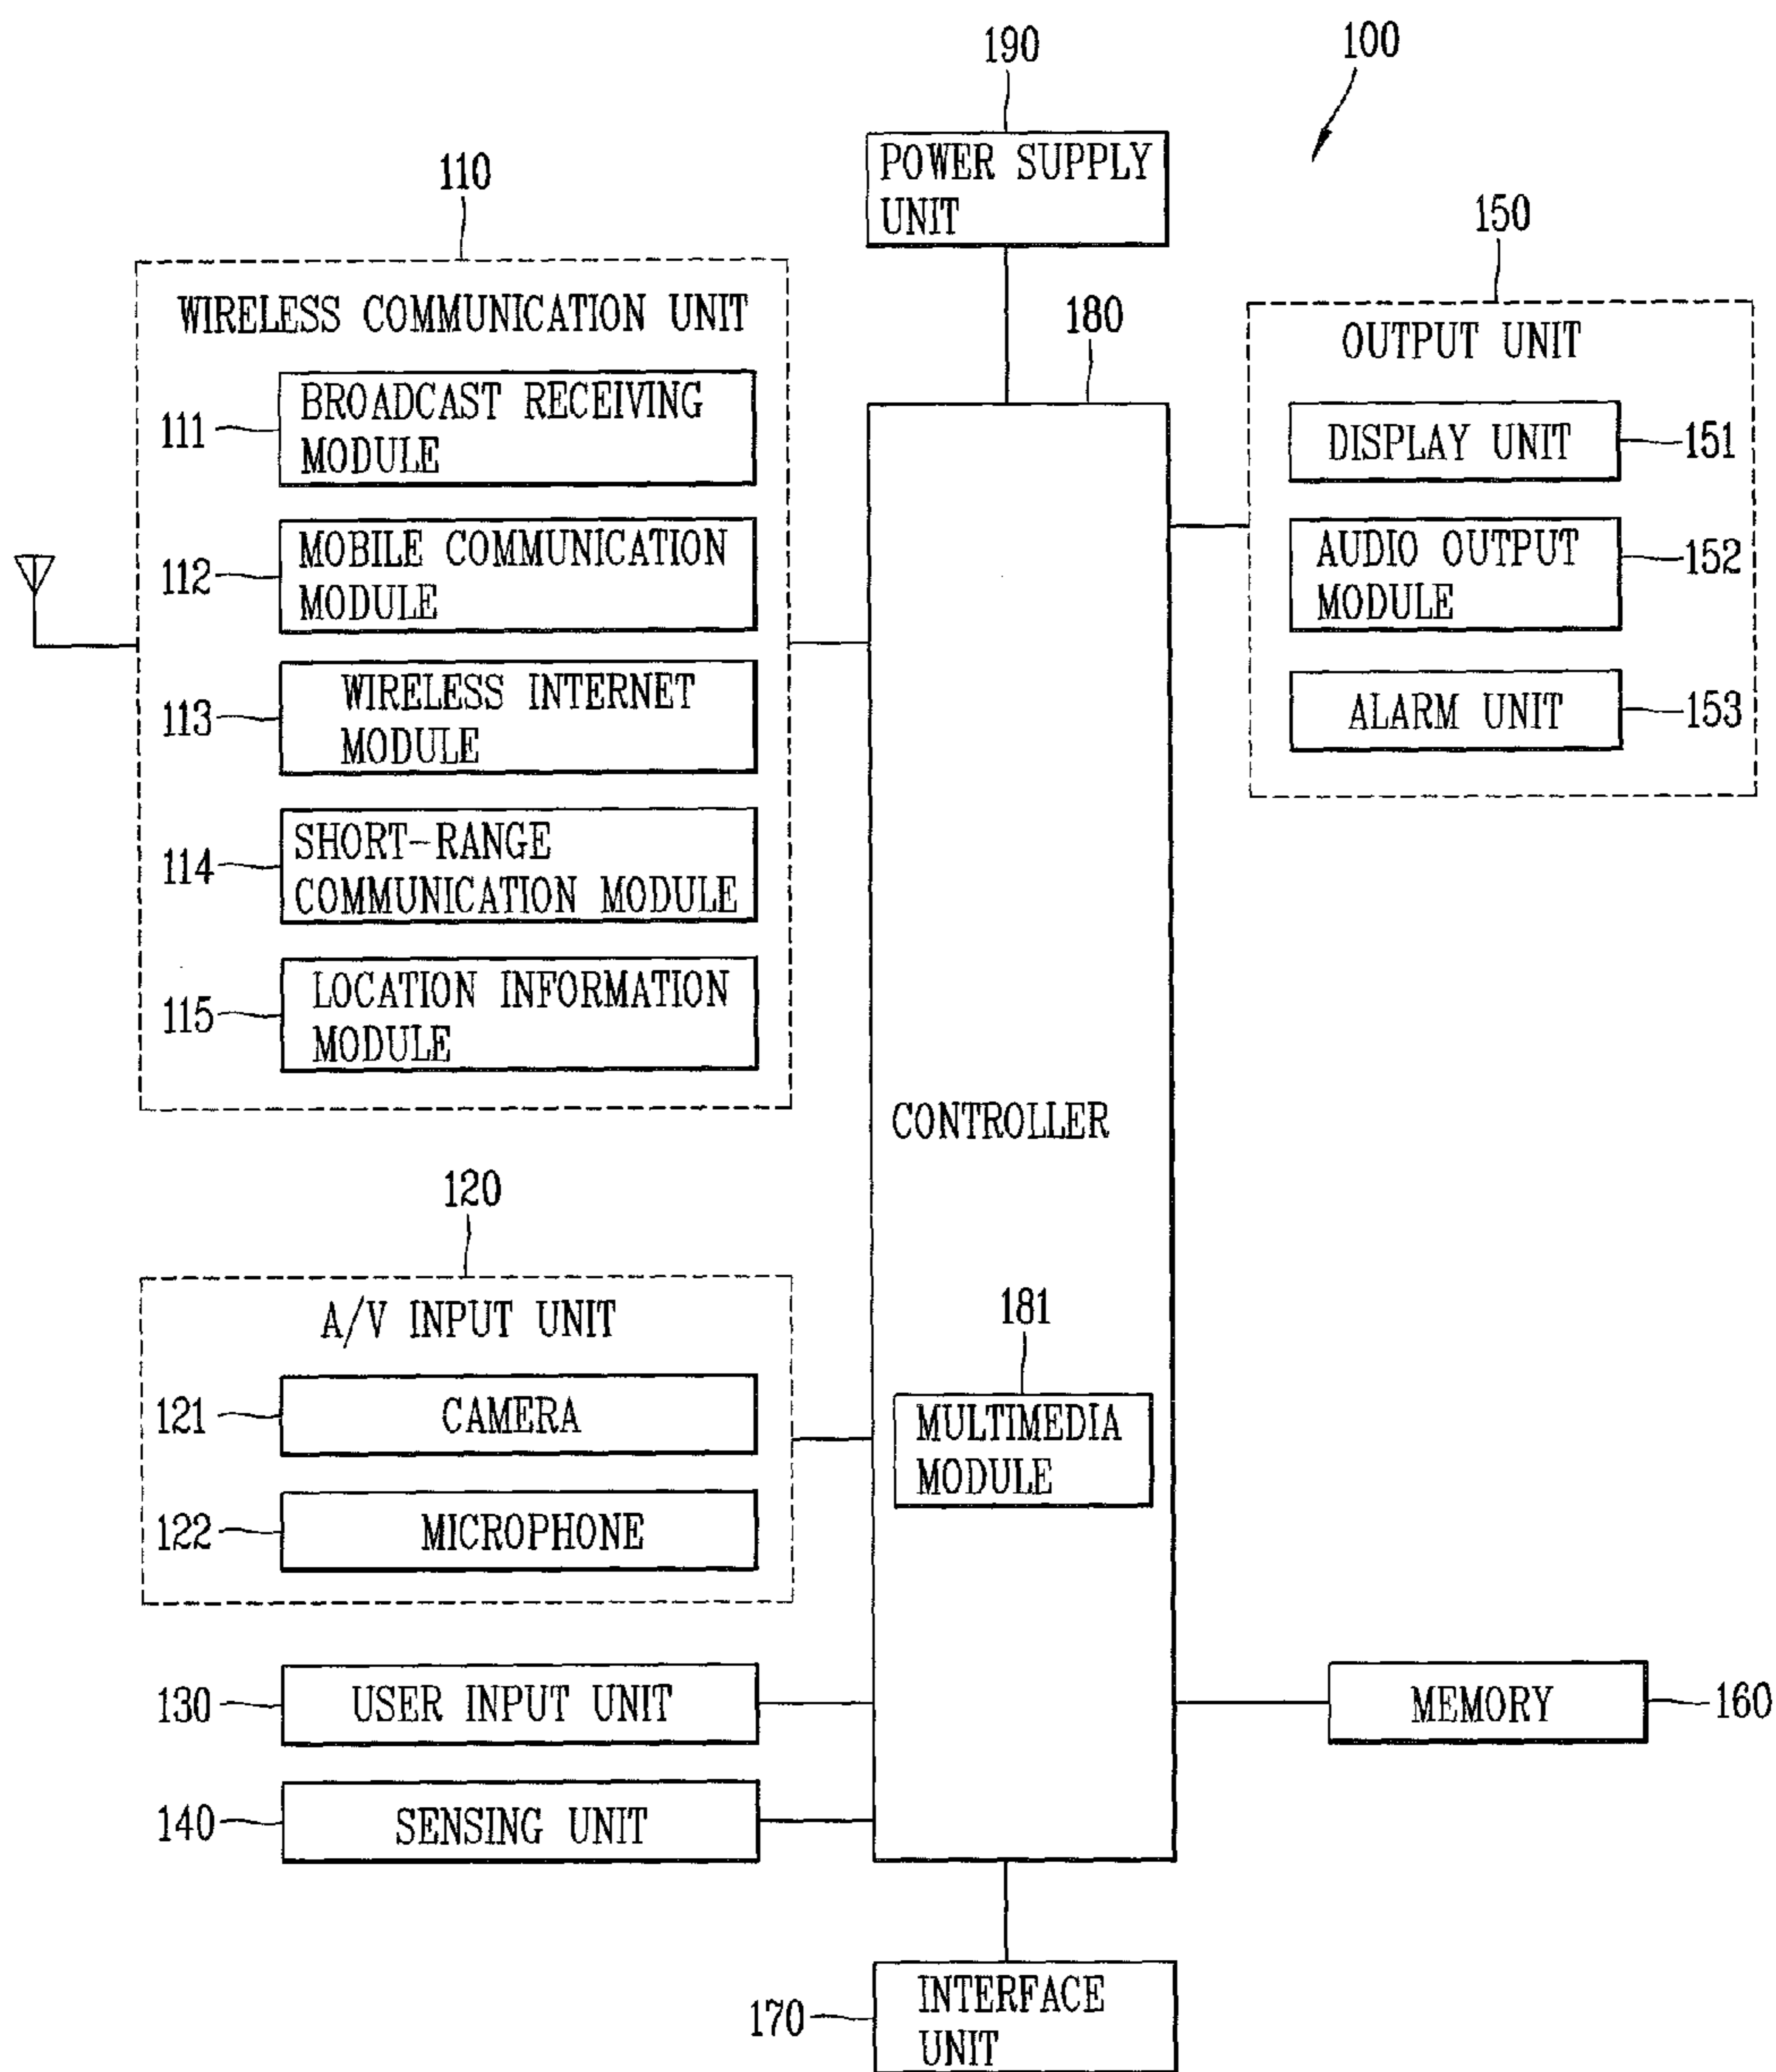 190
100
POWER SUPPLY
UNIT
110
WIRELESS COMMUNICATION UNIT
111
BROADCAST RECEIVING
MODULE
112
MOBILE COMMUNICATION
MODULE
113
WIRELESS INTERNET
MODULE
114
SHORT-RANGE
COMMUNICATION MODULE
115
LOCATION INFORMATION
MODULE
120
A/V INPUT UNIT
121
CAMERA
122
MICROPHONE
130
USER INPUT UNIT
140
SENSING UNIT
180
CONTROLLER
181
MULTIMEDIA
MODULE
150
OUTPUT UNIT
DISPLAY UNIT
151
AUDIO OUTPUT
MODULE
152
ALARM UNIT
153
MEMORY
160
170
INTERFACE
UNIT